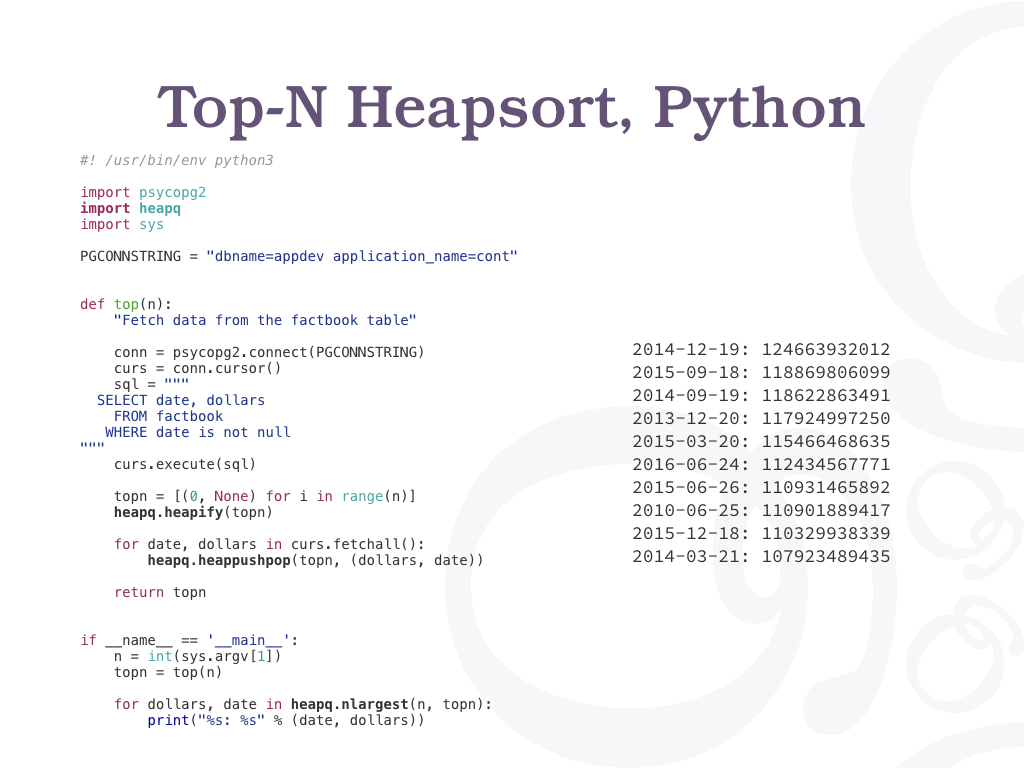 Top-N Heapsort, Python
#! /usr/bin/env python3
import psycopg2
import heapq
import sys
PGCONNSTRING = "dbname=appdev application_name=cont"
def top(n):
    "Fetch data from the factbook table"
    conn = psycopg2.connect(PGCONNSTRING)
    curs = conn.cursor()
    sql = """
  SELECT date, dollars
    FROM factbook
   WHERE date is not null
"""
    curs.execute(sql)
    topn = [(0, None) for i in range(n)]
    heapq.heapify(topn)
    for date, dollars in curs.fetchall():
        heapq.heappushpop(topn, (dollars, date))
    return topn
if __name__ == '__main__':
    n = int(sys.argv[1])
    topn = top(n)
    for dollars, date in heapq.nlargest(n, topn):
        print("%s: %s" % (date, dollars))
2014-12-19: 124663932012
2015-09-18: 118869806099
2014-09-19: 118622863491
2013-12-20: 117924997250
2015-03-20: 115466468635
2016-06-24: 112434567771
2015-06-26: 110931465892
2010-06-25: 110901889417
2015-12-18: 110329938339
2014-03-21: 107923489435